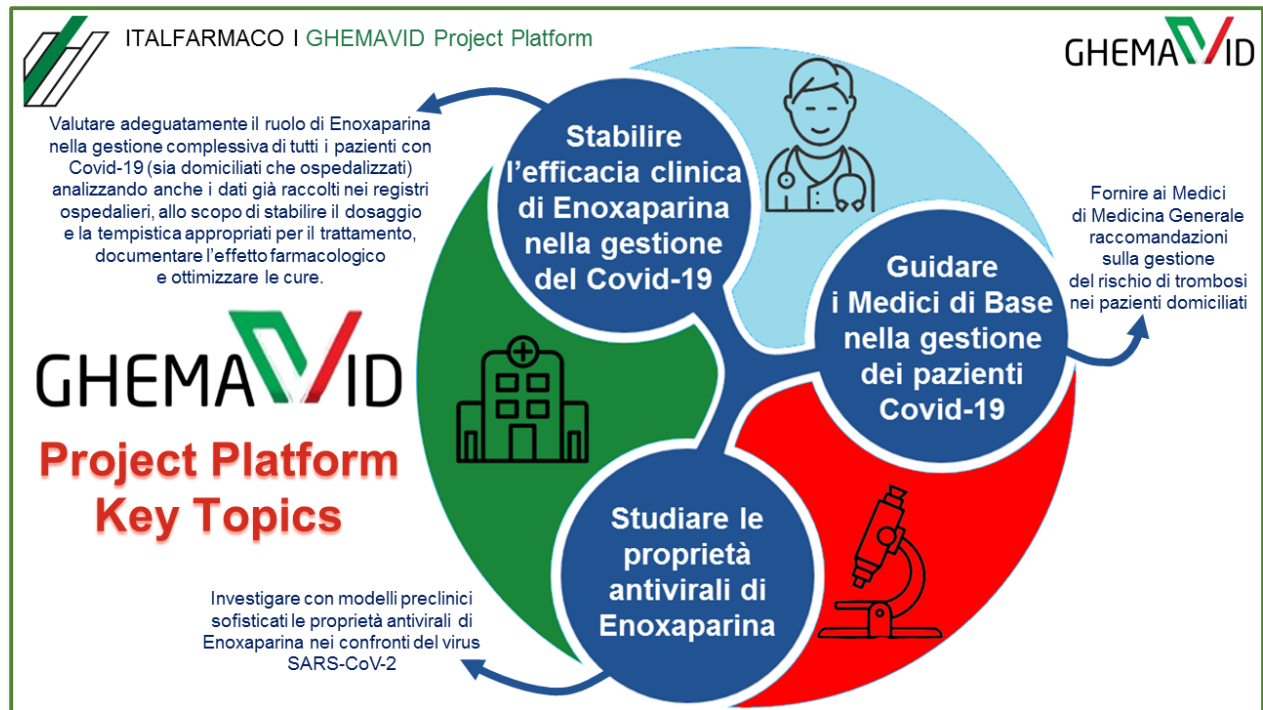 ITALFARMACO I GHEMAVID Project Platform
GHEMAVID
Valutare adeguatamente il ruolo di Enoxaparina
nella gestione complessiva di tutti i pazienti con
Covid-19 (sia domiciliati che ospedalizzati)
analizzando anche i dati già raccolti nei registri
ospedalieri, allo scopo di stabilire il dosaggio
e la tempistica appropriati per il trattamento,
documentare l’effetto farmacologico
e ottimizzare le cure.
Stabilire
l’efficacia clinica
di Enoxaparina
nella gestione
del Covid-19
Guidare
i Medici di Base
nella gestione
dei pazienti
Covid-19
Fornire ai Medici
di Medicina Generale
raccomandazioni
sulla gestione
del rischio di trombosi
nei pazienti domiciliati
GHEMAVID
Project Platform
Key Topics
Studiare le
proprietà
antivirali di
Enoxaparina
Investigare con modelli preclinici
sofisticati le proprietà antivirali di
Enoxaparina nei confronti del virus
SARS-CoV-2